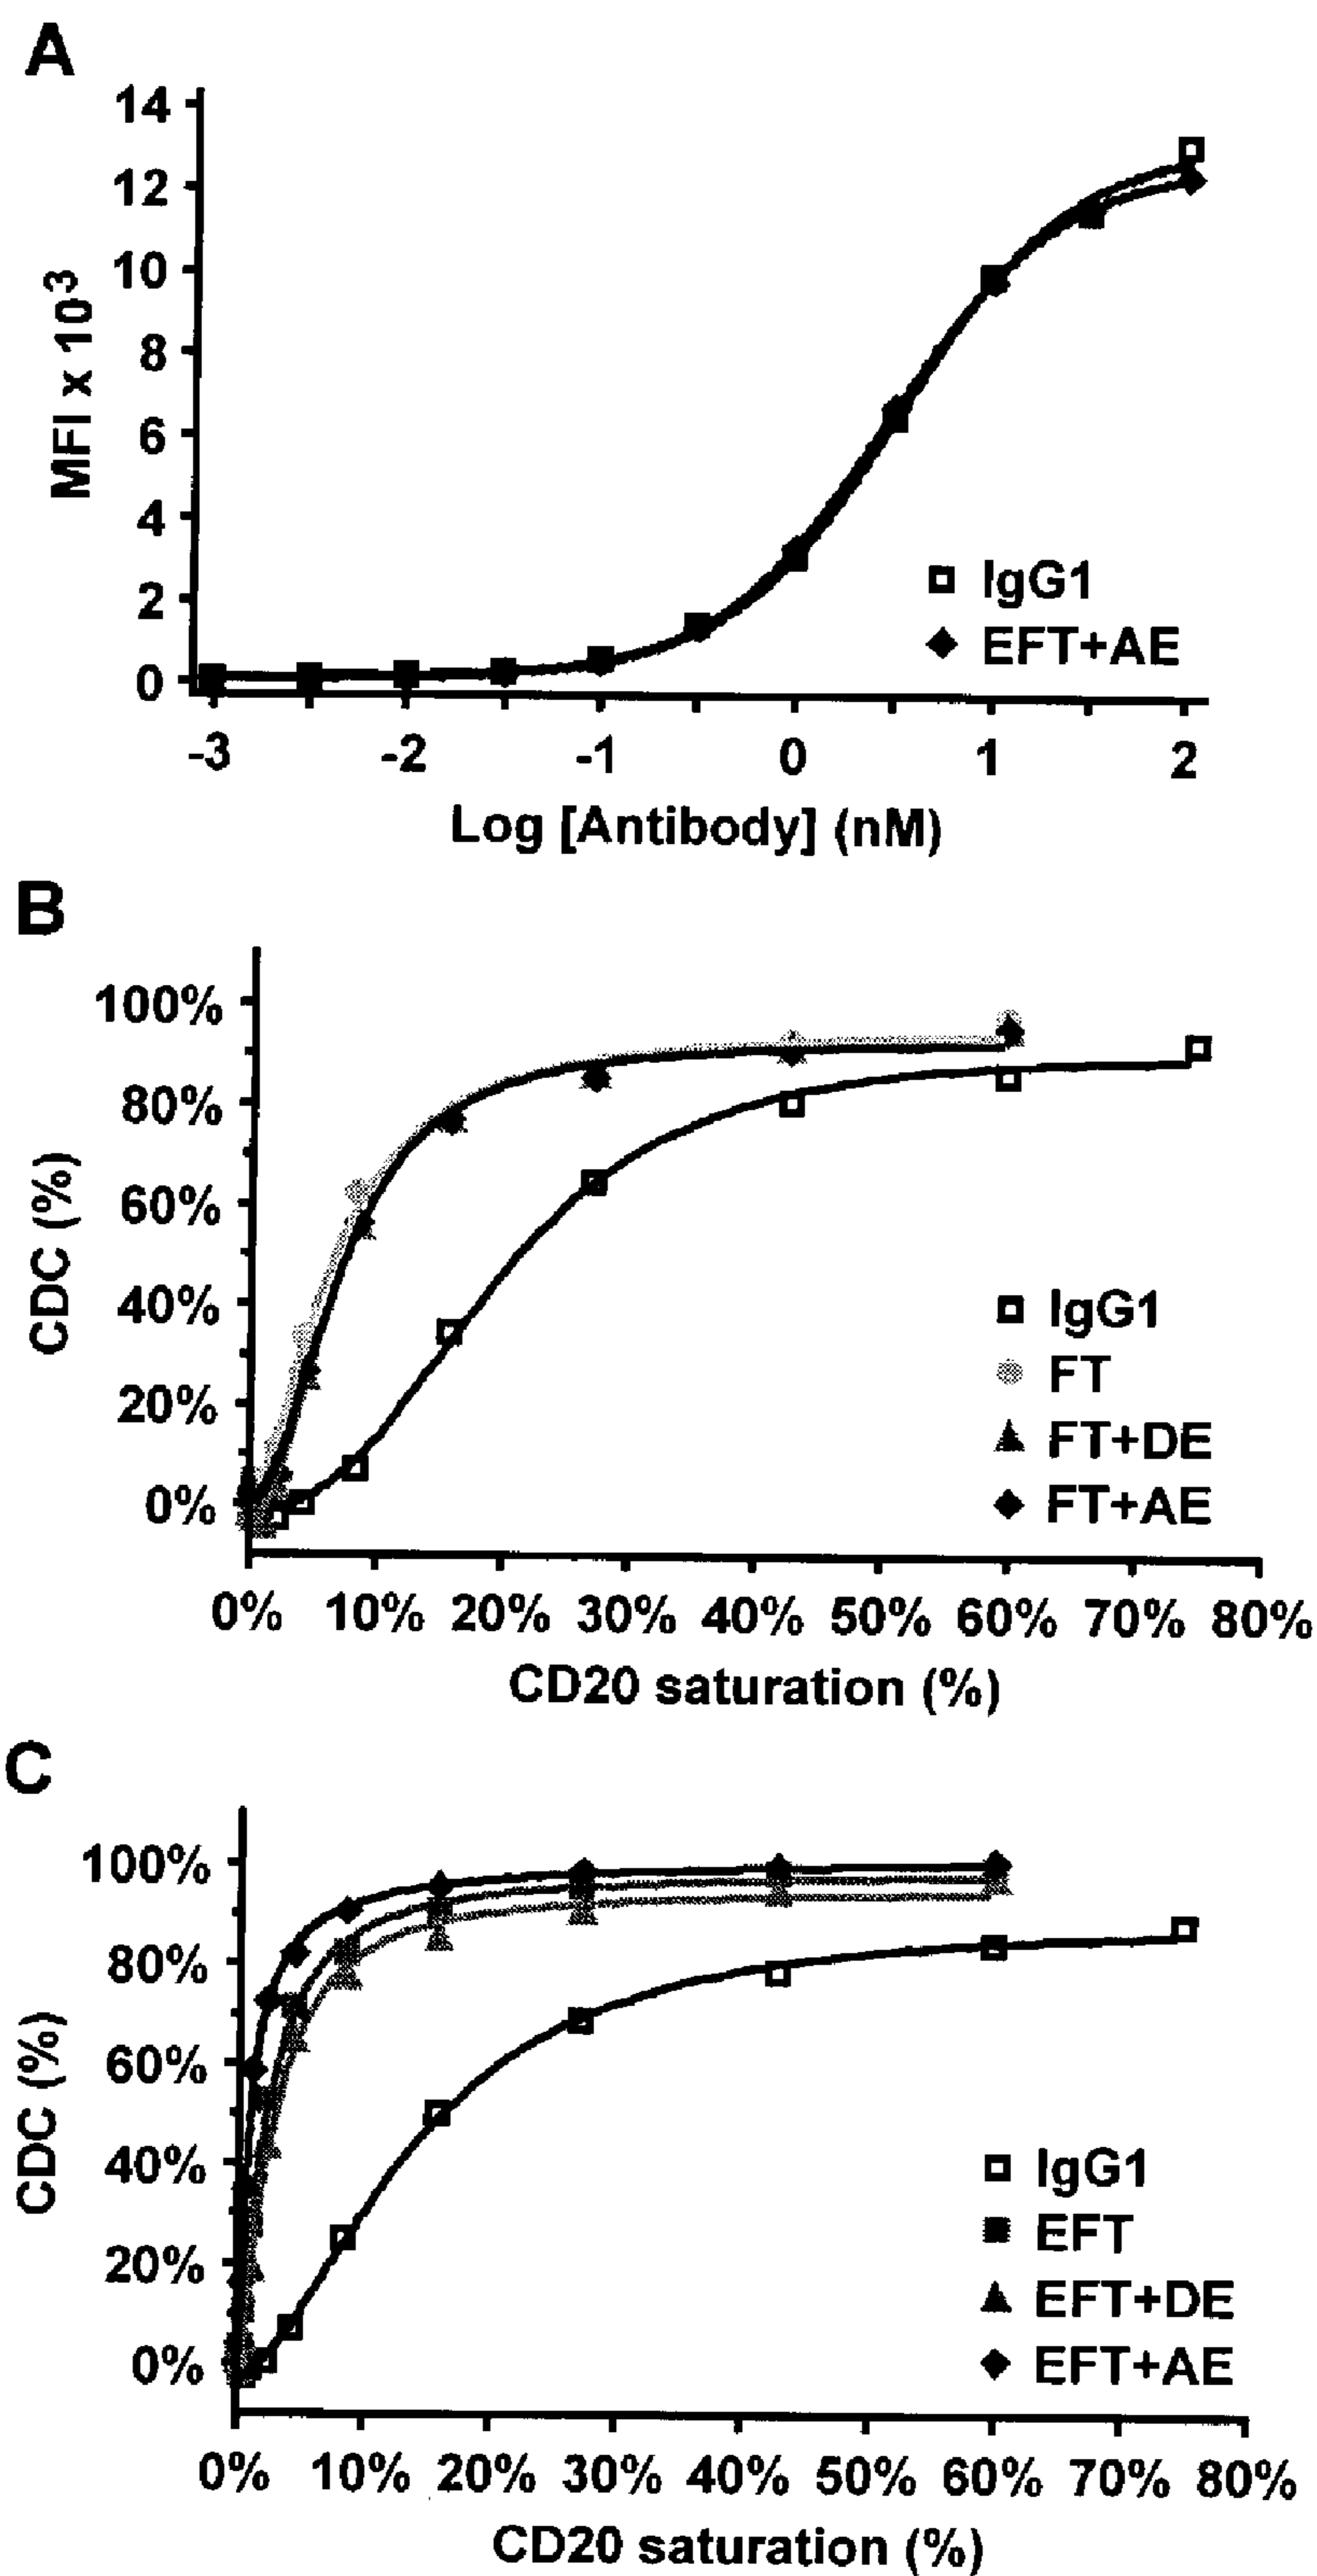 A
14
12
10
8
6
4
2
0
MFI x 10³
IgG1
EFT+AE
-3 -2 -1 0 1 2
Log [Antibody] (nM)
B
100%
80%
60%
40%
20%
0%
CDC (%)
IgG1
FT
FT+DE
FT+AE
0% 10% 20% 30% 40% 50% 60% 70% 80%
CD20 saturation (%)
C
100%
80%
60%
40%
20%
0%
CDC (%)
IgG1
EFT
EFT+DE
EFT+AE
0% 10% 20% 30% 40% 50% 60% 70% 80%
CD20 saturation (%)